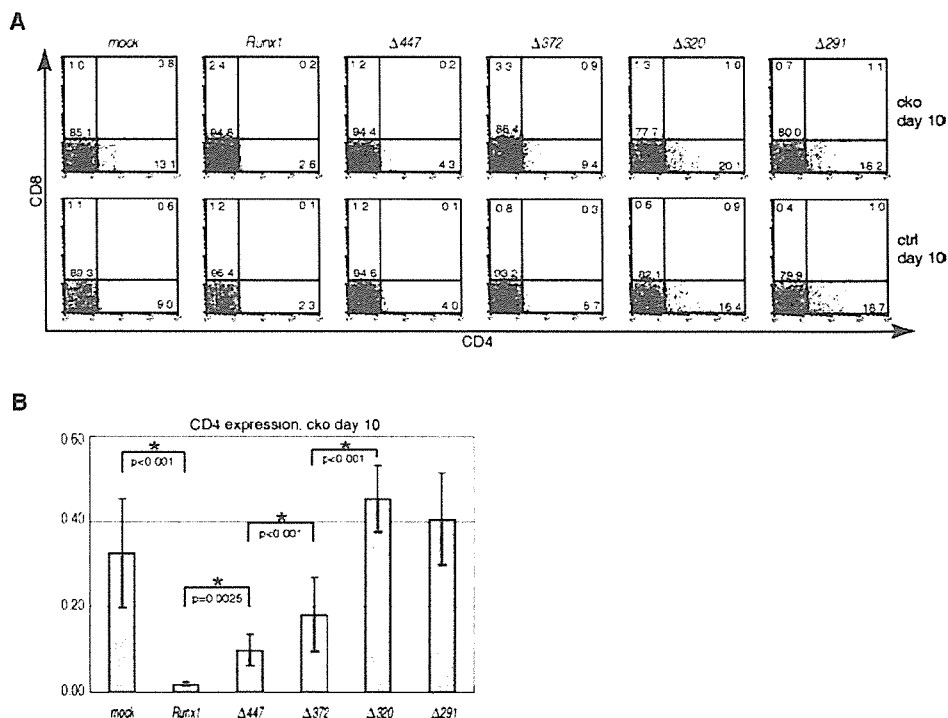 A
mock Runx1 Δ447 Δ372 Δ320 Δ291
1.0 3.8 2.4 0.2 1.2 0.2 3.3 0.9 1.3 1.0 0.7 1.1
cko
day 10
85.1 94.8 94.4 86.4 77.7 80.0
13.1 2.6 4.3 9.4 20.1 18.2
CD8
1.1 0.6 1.2 0.1 1.2 0.1 0.8 0.3 0.6 0.9 0.4 1.0
ctrl
day 10
89.3 96.4 94.6 93.2 82.1 79.9
9.0 2.3 4.0 5.7 16.4 18.7
CD4
B
CD4 expression, cko day 10
0.60
* *
p<0.001 p<0.001
0.40
*
p<0.001
*
0.20
p=0.0025
0.00
mock Runx1 Δ447 Δ372 Δ320 Δ291